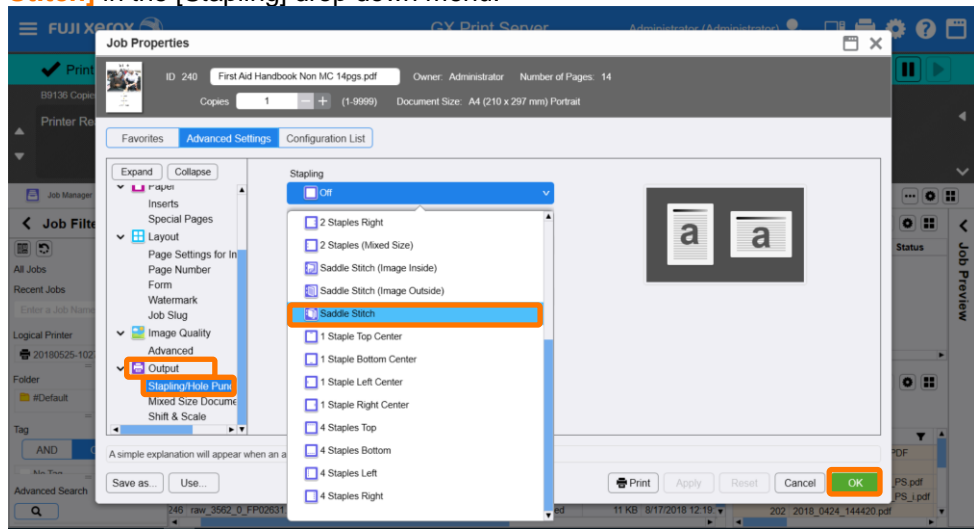 Stitch] in the [Stapling] drop down menu.
FUJI XEROX
GX Print Server
Administrator (Administrator)
Job Properties
Print
ID 240 First Aid Handbook Non MC 14pgs.pdf Owner: Administrator Number of Pages: 14
B9136 Copie
Copies 1 (1-9999) Document Size: A4 (210 x 297 mm) Portrait
Printer Re
Favorites Advanced Settings Configuration List
Expand Collapse
Stapling
Paper
Off
Job Manager
Inserts
Special Pages
2 Staples Right
Job Filte
Layout
2 Staples (Mixed Size)
Status
Page Settings for In
Page Number
Saddle Stitch (Image Inside)
All Jobs
Form
Recent Jobs
Saddle Stitch (Image Outside)
Watermark
Enter a Job Name
Job Slug
Saddle Stitch
Logical Printer
Image Quality
1 Staple Top Center
20180525-102
Advanced
1 Staple Bottom Center
Output
Folder
1 Staple Left Center
Stapling/Hole Punc
#Default
Mixed Size Docume
1 Staple Right Center
Shift & Scale
Tag
4 Staples Top
AND
4 Staples Bottom
A simple explanation will appear when an a
PDF
No Tag
4 Staples Left
Advanced Search
Save as... Use...
Print Apply Reset Cancel OK
4 Staples Right
_PS.pdf
_PS_i.pdf
246 raw_3562_0_FP02631
ed 11 KB 8/17/2018 12:19
202 2018_0424_144420.pdf
a a
Job Preview